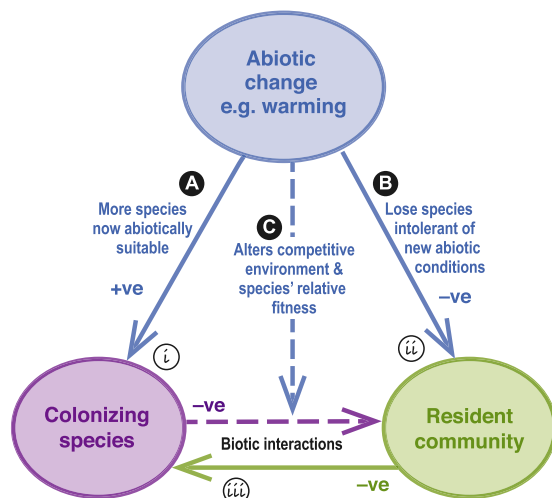 Abiotic
change
e.g. warming
A
B
More species
now abiotically
suitable
C
Lose species
intolerant of
new abiotic
conditions
Alters competitive
environment &
species' relative
fitness
+ve
–ve
i
ii
Colonizing
species
–ve
Biotic interactions
Resident
community
iii
–ve